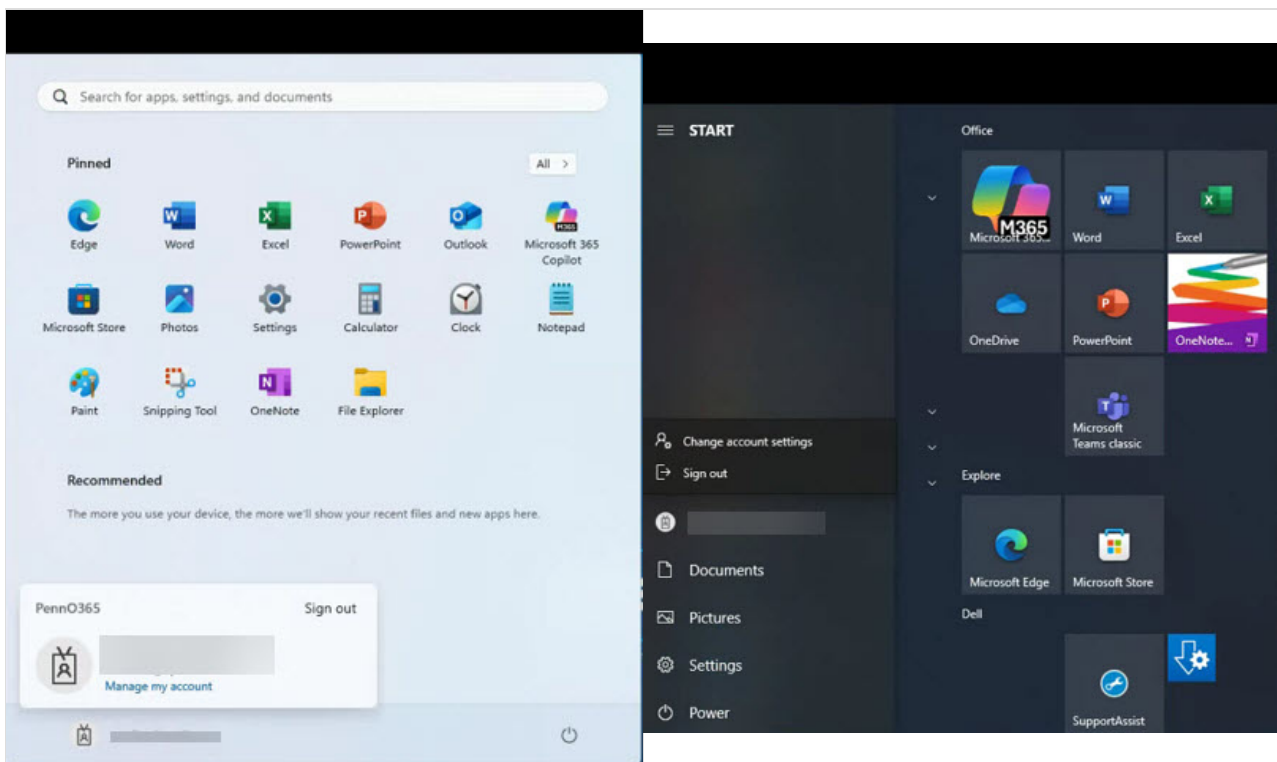 Search for apps, settings, and documents
Pinned
All >
Edge
Word
Excel
PowerPoint
Outlook
Microsoft 365
Copilot
M365
Microsoft Store
Photos
Settings
Calculator
Clock
Notepad
Paint
Snipping Tool
OneNote
File Explorer
Recommended
The more you use your device, the more we'll show your recent files and new apps here.
PennO365
Sign out
Manage my account
START
Change account settings
Sign out
Documents
Pictures
Settings
Power
Office
M365
Microsoft 365...
Word
Excel
OneDrive
PowerPoint
OneNote...
Microsoft
Teams classic
Explore
Microsoft Edge
Microsoft Store
Dell
SupportAssist